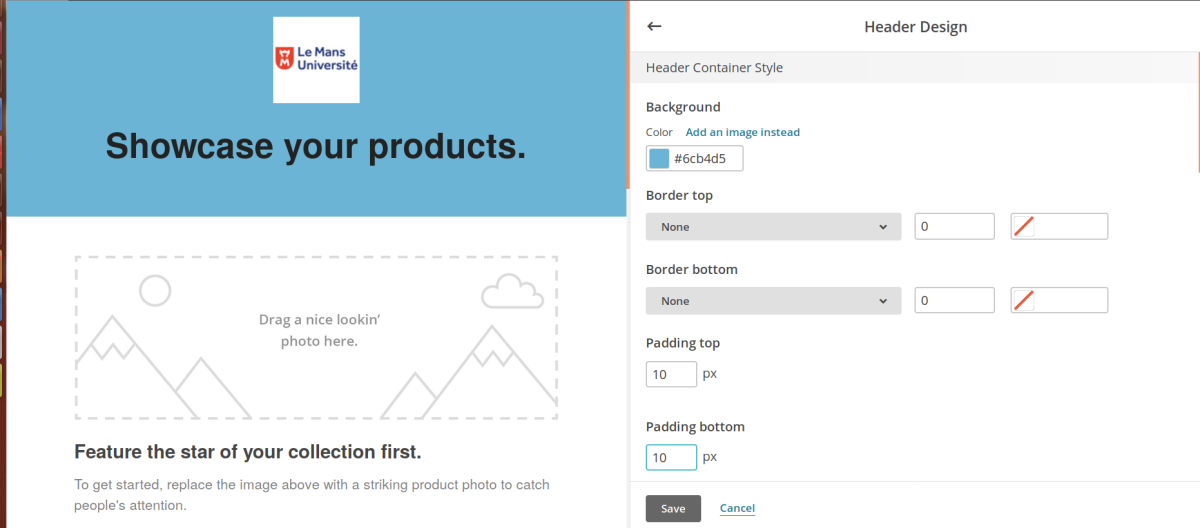 Le Mans
Université
Showcase your products.
Drag a nice lookin’
photo here.
Feature the star of your collection first.
To get started, replace the image above with a striking product photo to catch
people's attention.
Header Design
Header Container Style
Background
Color Add an image instead
#6cb4d5
Border top
None 0
Border bottom
None 0
Padding top
10 px
Padding bottom
10 px
Save Cancel